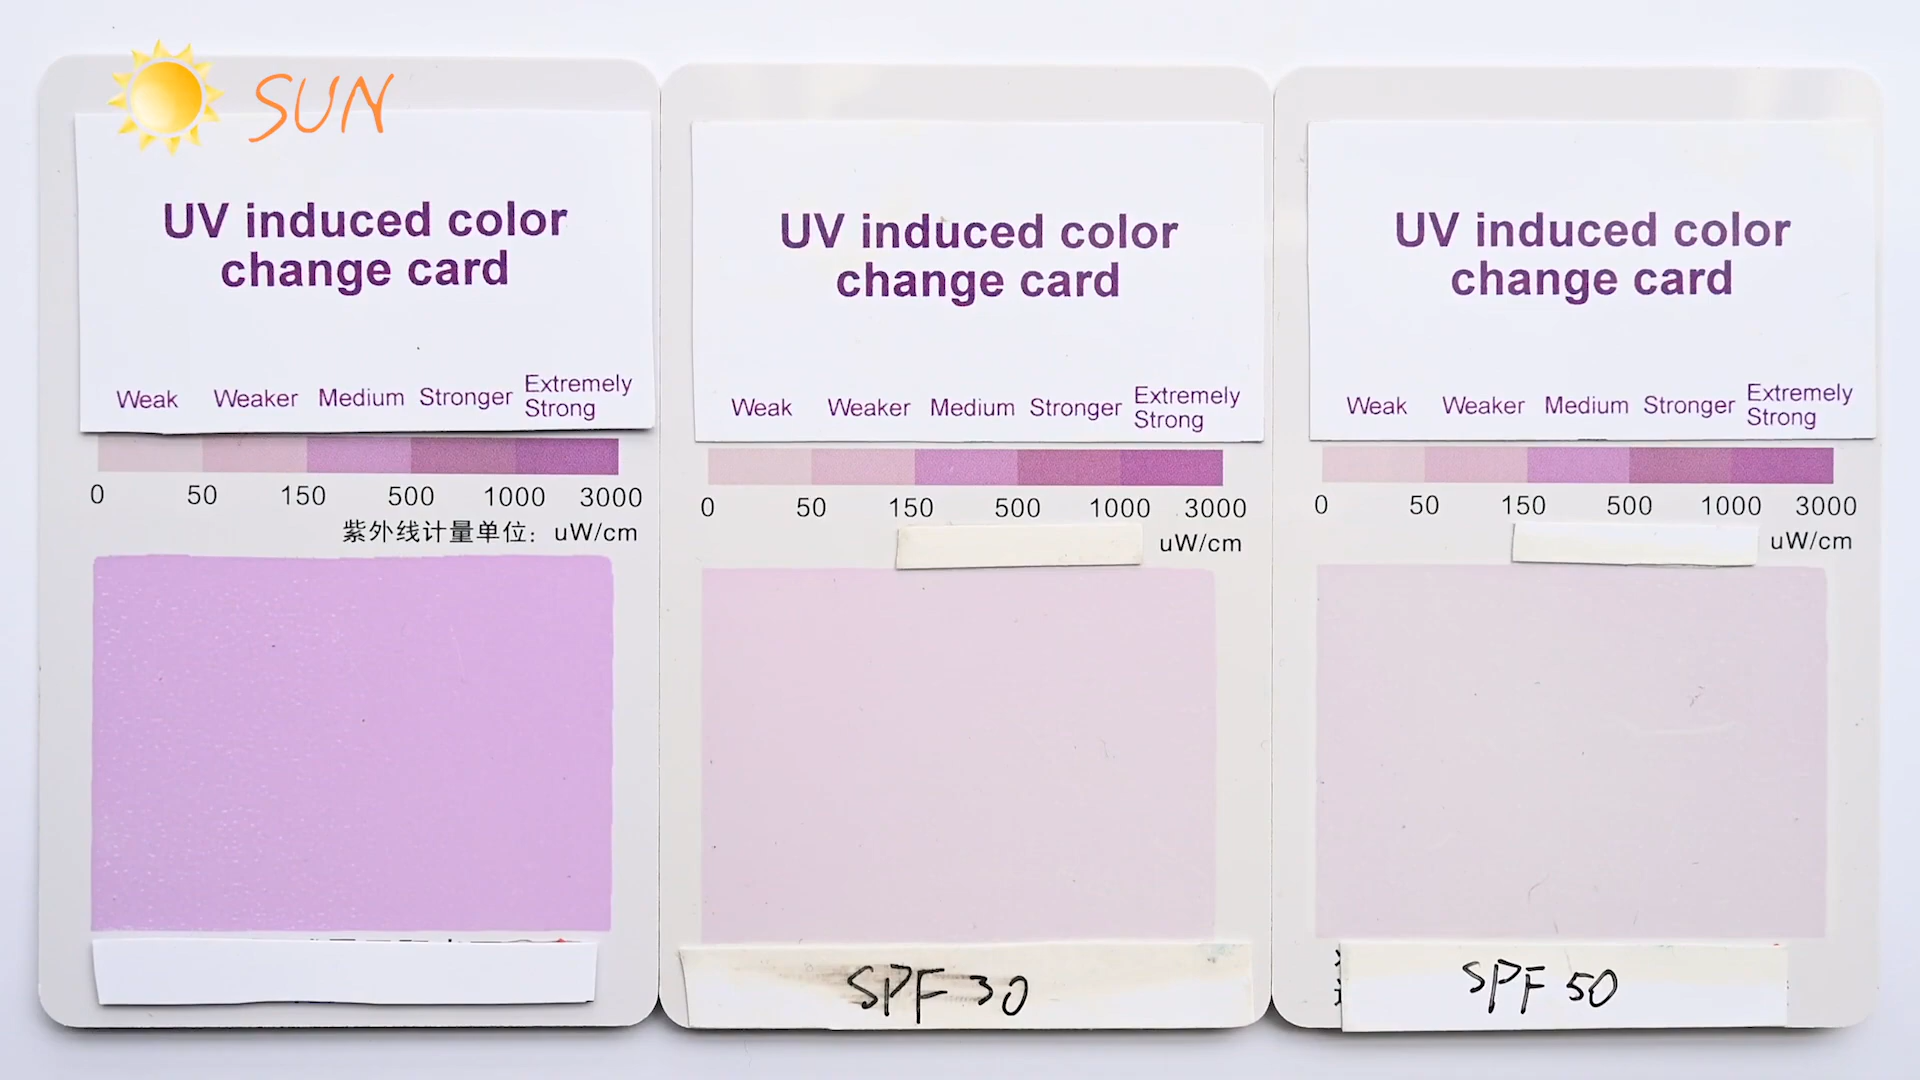 SUN
UV induced color
change card
Weak Weaker Medium Stronger Extremely Strong
0 50 150 500 1000 3000
紫外线计量单位: uW/cm
UV induced color
change card
Weak Weaker Medium Stronger Extremely Strong
0 50 150 500 1000 3000
uW/cm
SPF 30
UV induced color
change card
Weak Weaker Medium Stronger Extremely Strong
0 50 150 500 1000 3000
uW/cm
SPF 50